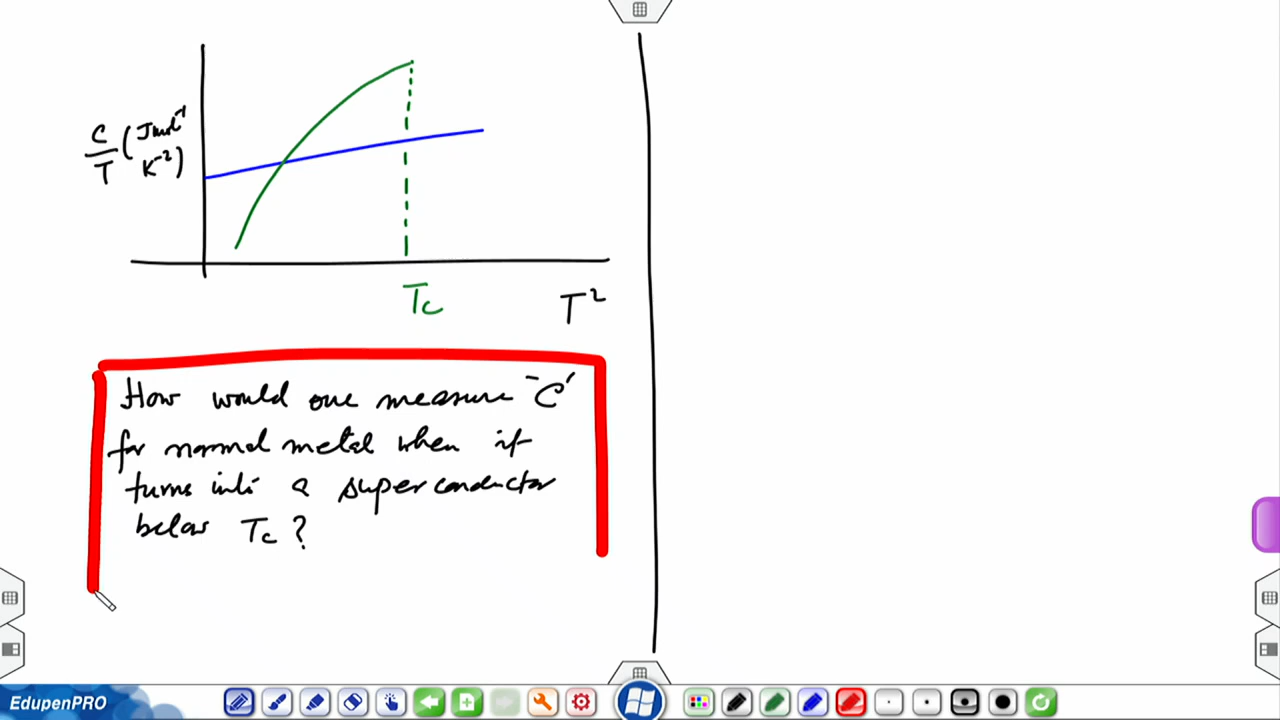 C/T (J mol⁻¹
K⁻²)
Tc
T²
How would one measure "C"
for normal metal when it
turns into a superconductor
below Tc?
EdupenPRO